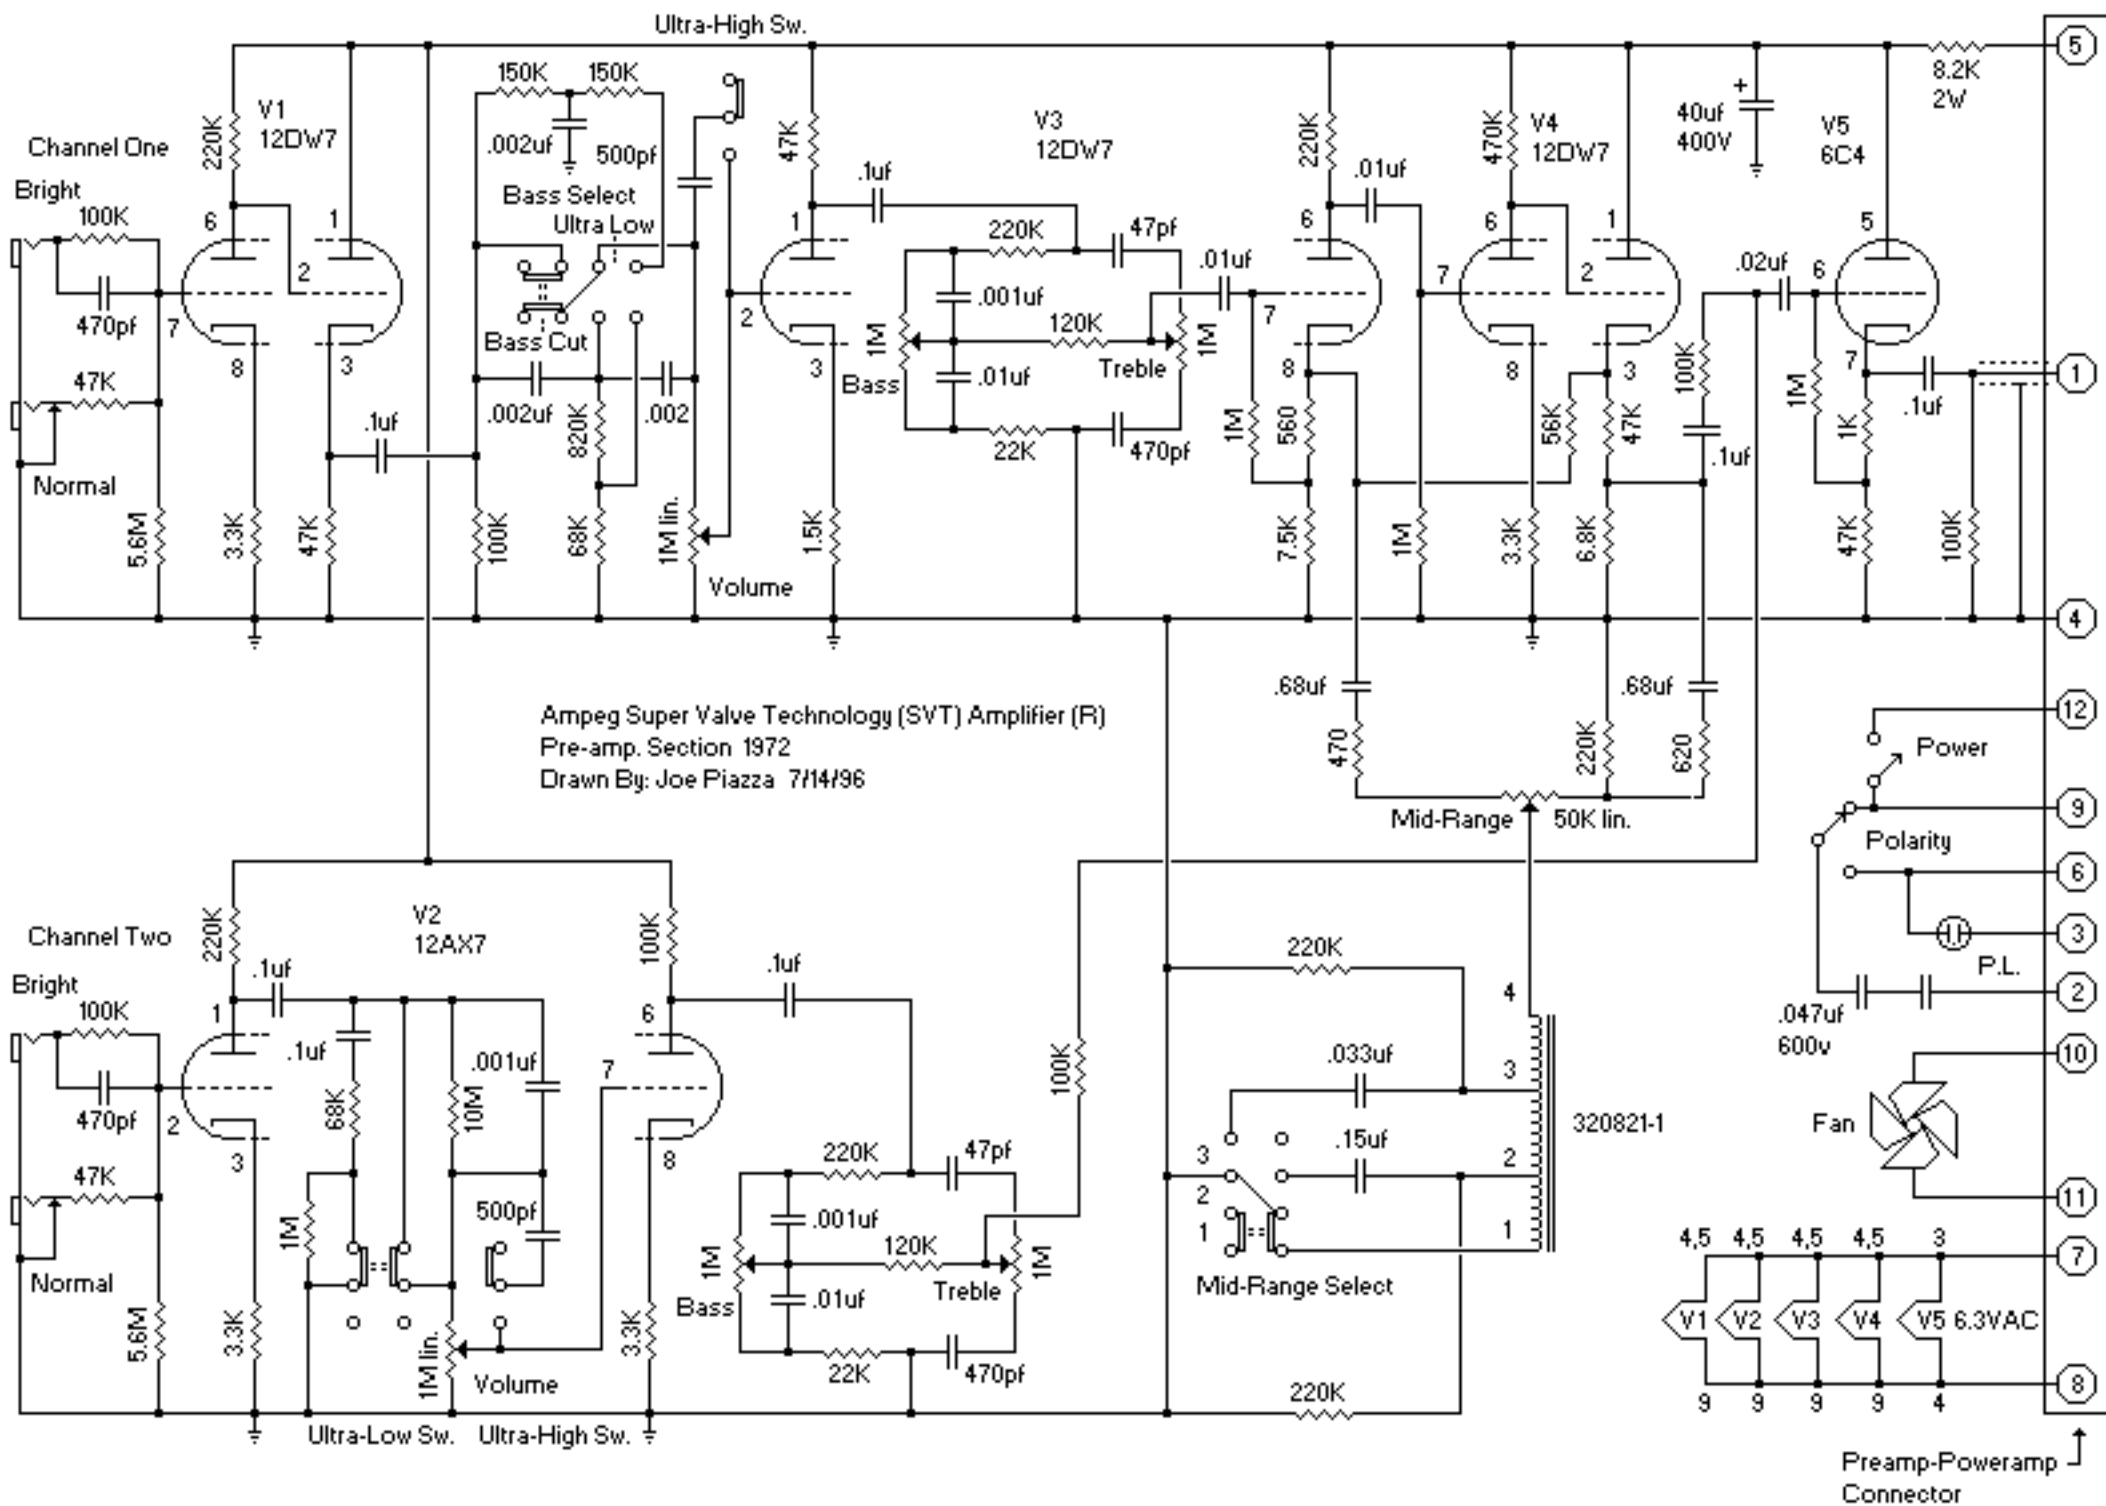 Ultra-High Sw.
5
150K
150K
8.2K
2W
V1
12DW7
220K
Channel One
Bright
100K
.002uf
500pf
47K
V3
12DW7
220K
470K
V4
12DW7
+
40uf
400V
V5
6C4
Bass Select
Ultra Low
.1uf
.01uf
6
1
1
220K
47pf
6
6
1
5
470pf
7
2
2
.001uf
.01uf
7
7
2
.02uf
6
Bass Cut
120K
1M
1M
8
3
3
Bass
.01uf
Treble
8
8
3
7
1
47K
.002uf
.002
100K
1M
.1uf
.1uf
820K
22K
470pf
1M
560
56K
47K
.1uf
1K
Normal
5.6M
3.3K
47K
100K
68K
1M lin.
1.5K
7.5K
1M
3.3K
6.8K
47K
100K
Volume
4
.68uf
.68uf
Ampeg Super Valve Technology (SVT) Amplifier (R)
Pre-amp. Section 1972
Drawn By: Joe Piazza 7/14/96
470
220K
620
12
Power
Mid-Range
50K lin.
9
Polarity
6
Channel Two
220K
V2
12AX7
100K
3
P.L.
Bright
100K
.1uf
.1uf
220K
4
2
1
6
.1uf
.001uf
.033uf
.047uf
600v
10
470pf
2
68K
10M
7
100K
3
320821-1
Fan
3
8
220K
47pf
3
.15uf
2
47K
1M
500pf
.001uf
2
11
1M
120K
1M
1
1
4,5
4,5
4,5
4,5
3
7
Normal
Bass
.01uf
Treble
Mid-Range Select
5.6M
3.3K
1M lin.
3.3K
V1
V2
V3
V4
V5
6.3VAC
Volume
22K
470pf
220K
9
9
9
9
4
8
Ultra-Low Sw.
Ultra-High Sw.
Preamp-Poweramp
Connector